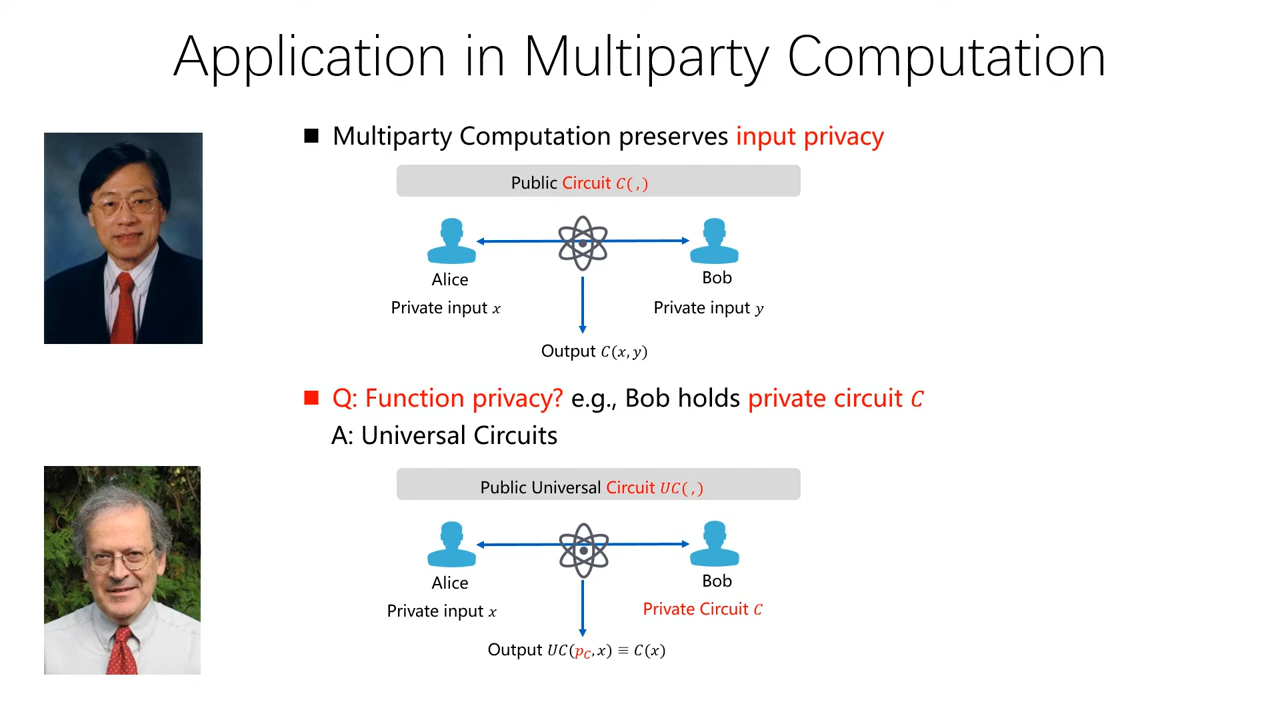 Application in Multiparty Computation
Multiparty Computation preserves input privacy
Public Circuit C(,)
Alice
Bob
Private input x
Private input y
Output C(x,y)
Q: Function privacy? e.g., Bob holds private circuit C
A: Universal Circuits
Public Universal Circuit UC(,)
Alice
Bob
Private input x
Private Circuit C
Output UC(p_C,x) ≡ C(x)